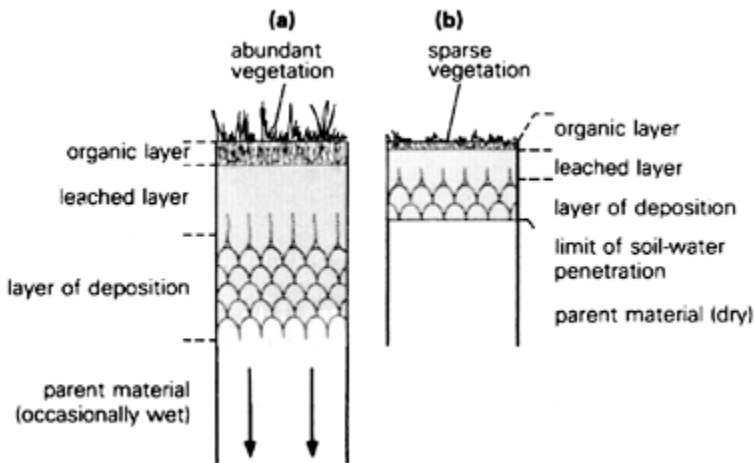 (a)
abundant
vegetation
organic layer
leached layer
layer of deposition
parent material
(occasionally wet)
(b)
sparse
vegetation
organic layer
leached layer
layer of deposition
limit of soil-water
penetration
parent material (dry)